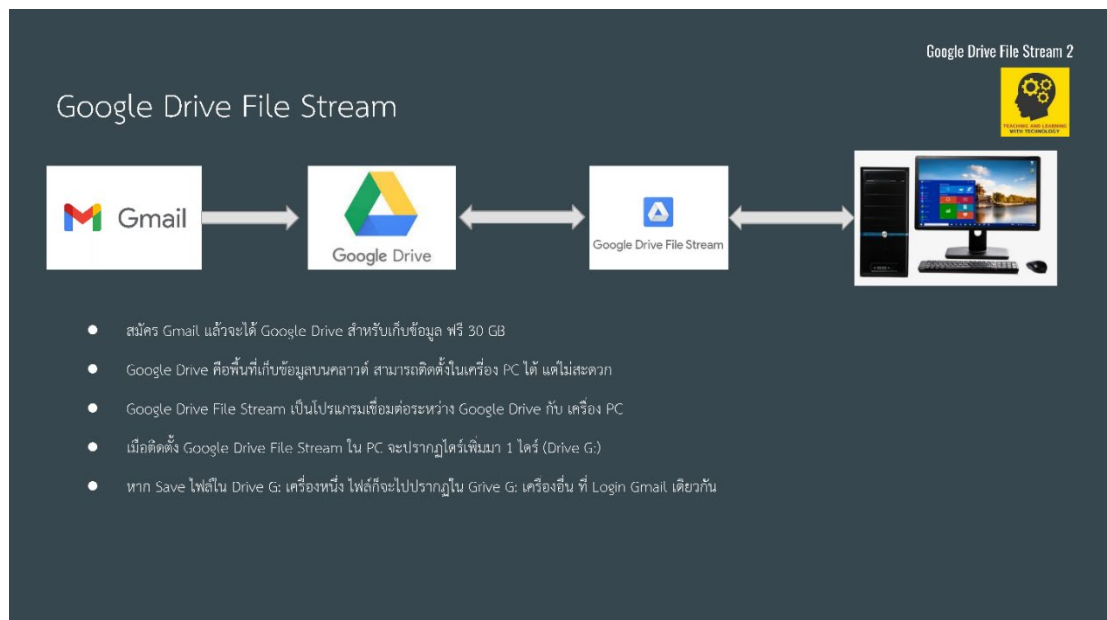 Google Drive File Stream 2
Google Drive File Stream
TEACHING AND LEARNING
WITH TECHNOLOGY
Gmail
Google Drive
Google Drive File Stream
สมัคร Gmail แล้วจะได้ Google Drive สำหรับเก็บข้อมูล ฟรี 30 GB
Google Drive คือพื้นที่เก็บข้อมูลบนคลาวด์ สามารถติดตั้งในเครื่อง PC ได้ แต่ไม่สะดวก
Google Drive File Stream เป็นโปรแกรมเชื่อมต่อระหว่าง Google Drive กับ เครื่อง PC
เมื่อติดตั้ง Google Drive File Stream ใน PC จะปรากฏไดร์เพิ่มมา 1 ไดร์ (Drive G:)
หาก Save ไฟล์ใน Drive G: เครื่องหนึ่ง ไฟล์ก็จะไปปรากฏใน Grive G: เครื่องอื่น ที่ Login Gmail เดียวกัน